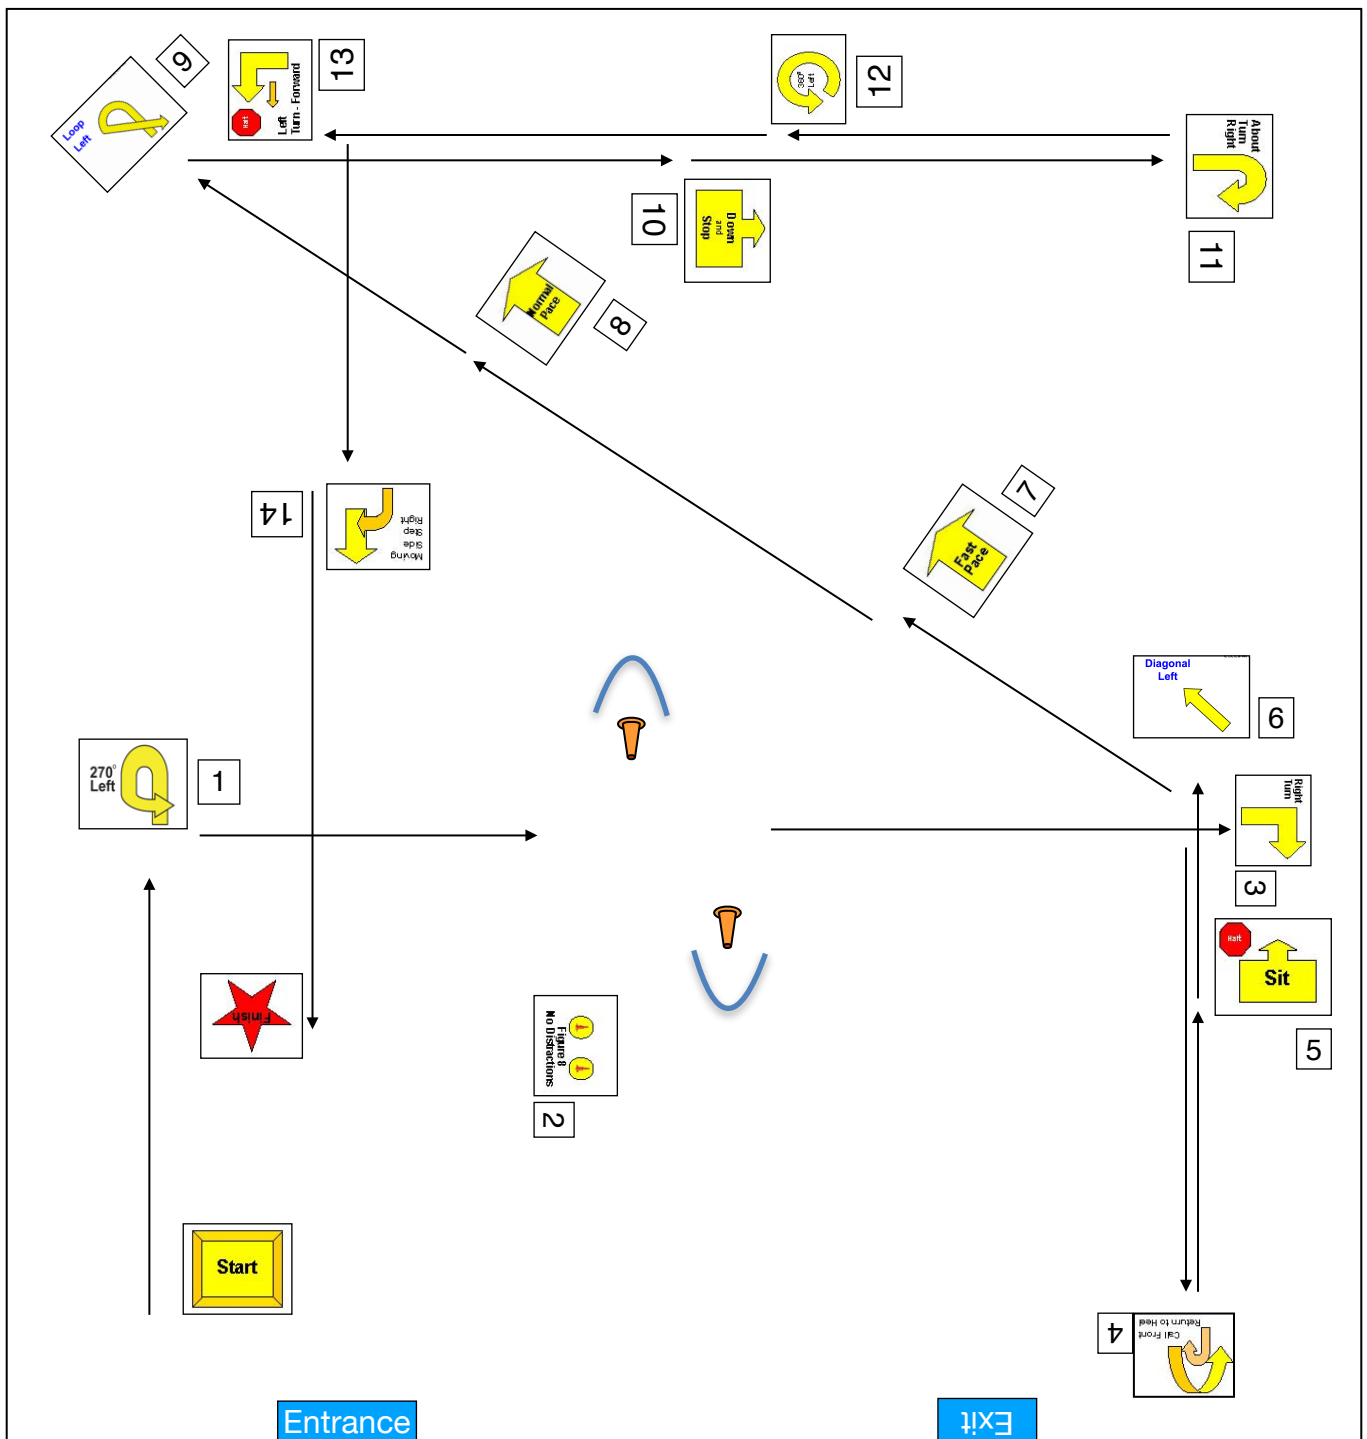 9
Loop
Left
13
Halt
Left
Turn - Forward
360°
Left
12
About
Turn
Right
11
10
Down
and
Stop
Normal
Pace
8
7
Fast
Pace
14
Moving
Side
Step
Right
Diagonal
Left
6
270°
Left
1
Right
Turn
3
Halt
Sit
5
Finish
Figure 8
No Distractions
2
Start
4
Call Front
Return to Heel
Entrance
Exit